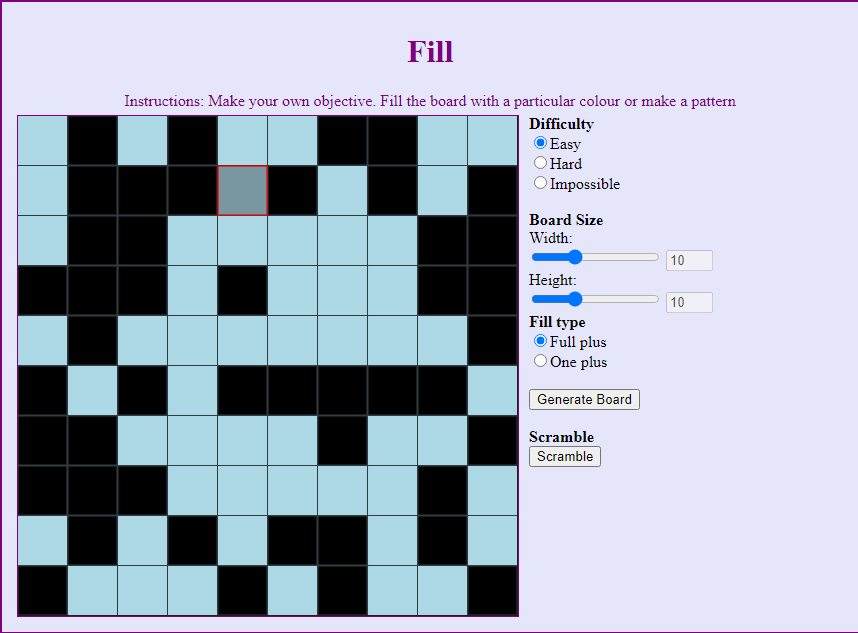 Fill
Instructions: Make your own objective. Fill the board with a particular colour or make a pattern
Difficulty
Easy
Hard
Impossible
Board Size
Width:
10
Height:
10
Fill type
Full plus
One plus
Generate Board
Scramble
Scramble